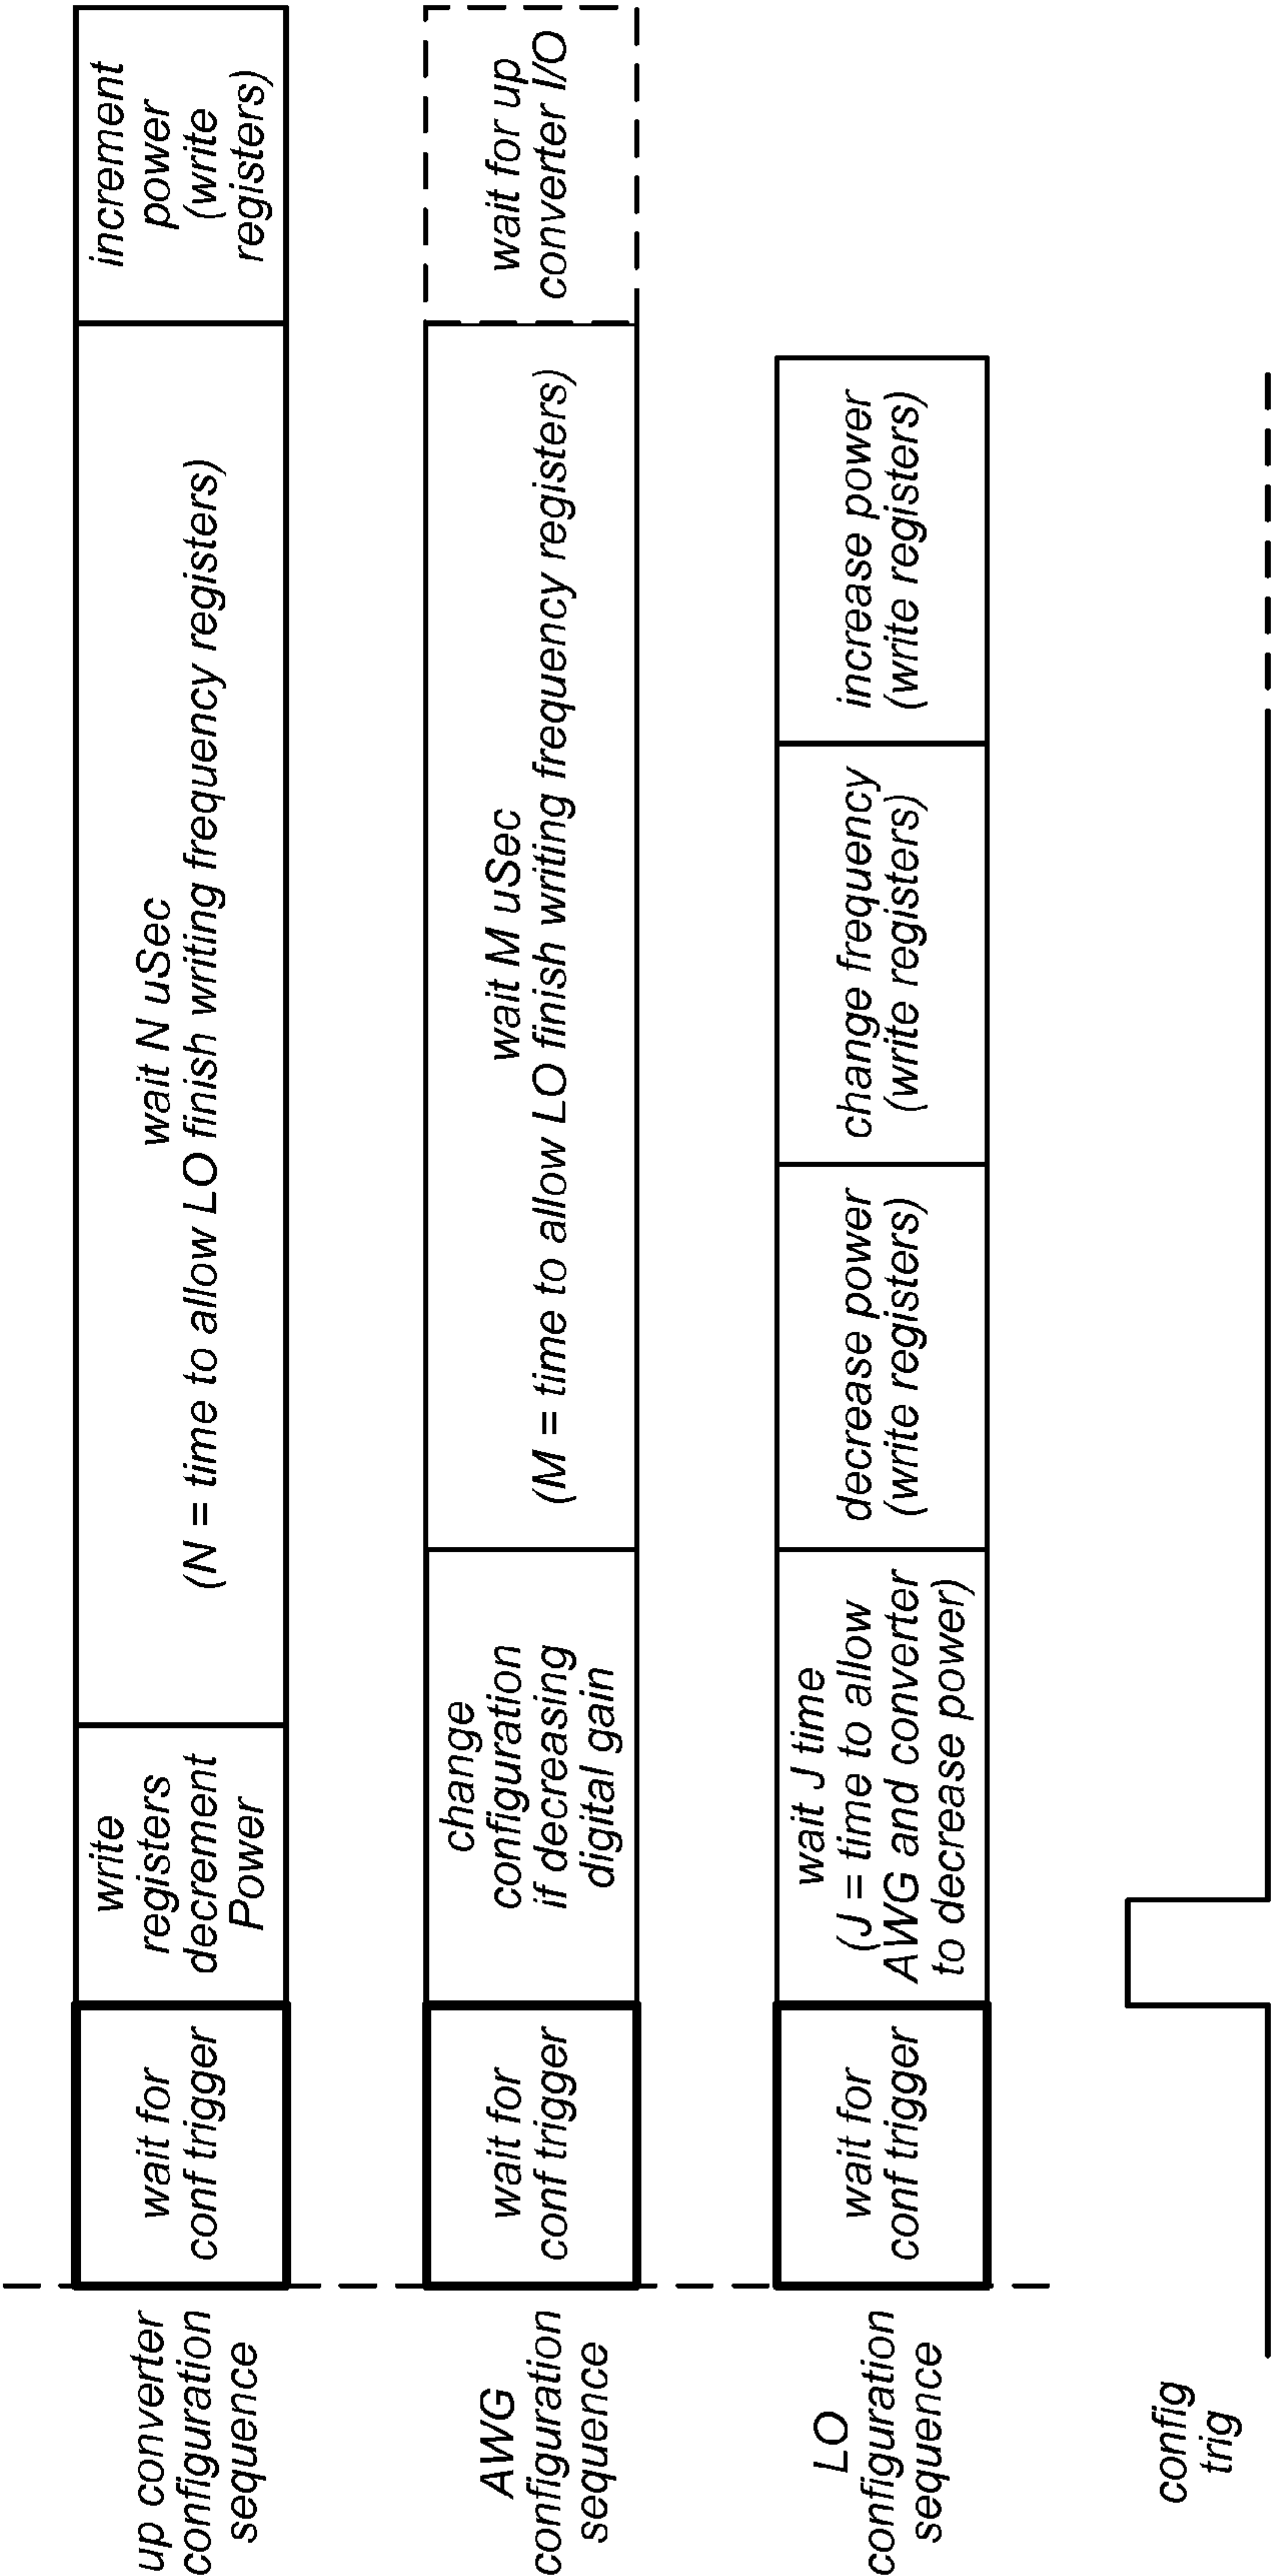 up converter
configuration
sequence
wait for
conf trigger
write
registers
decrement
Power
wait N uSec
(N = time to allow LO finish writing frequency registers)
increment
power
(write
registers)
AWG
configuration
sequence
wait for
conf trigger
change
configuration
if decreasing
digital gain
wait M uSec
(M = time to allow LO finish writing frequency registers)
wait for up
converter I/O
LO
configuration
sequence
wait for
conf trigger
wait J time
(J = time to allow
AWG and converter
to decrease power)
decrease power
(write registers)
change frequency
(write registers)
increase power
(write registers)
config
trig